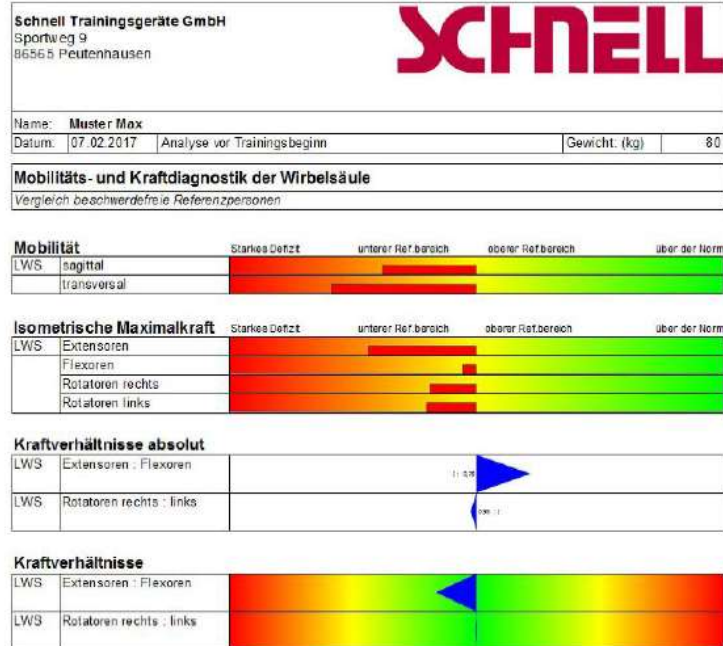 Schnell Trainingsgeräte GmbH
Sportweg 9
86565 Peutenhausen
SCHNELL
Name: Muster Max
Datum: 07.02.2017 Analyse vor Trainingsbeginn Gewicht: (kg) 80
Mobilitäts- und Kraftdiagnostik der Wirbelsäule
Vergleich beschwerdefreie Referenzpersonen
Mobilität Starkes Defizit unterer Ref.bereich oberer Ref.bereich über der Norm
LWS sagittal
transversal
Isometrische Maximalkraft Starkes Defizit unterer Ref.bereich oberer Ref.bereich über der Norm
LWS Extensoren
Flexoren
Rotatoren rechts
Rotatoren links
Kraftverhältnisse absolut
LWS Extensoren : Flexoren
LWS Rotatoren rechts : links
Kraftverhältnisse
LWS Extensoren : Flexoren
LWS Rotatoren rechts : links